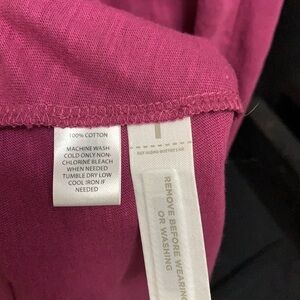 100% COTTON
MACHINE WASH
COLD ONLY NON-
CHLORINE BLEACH
WHEN NEEDED
TUMBLE DRY LOW
COOL IRON IF
NEEDED
REMOVE BEFORE WEARING
OR WASHING